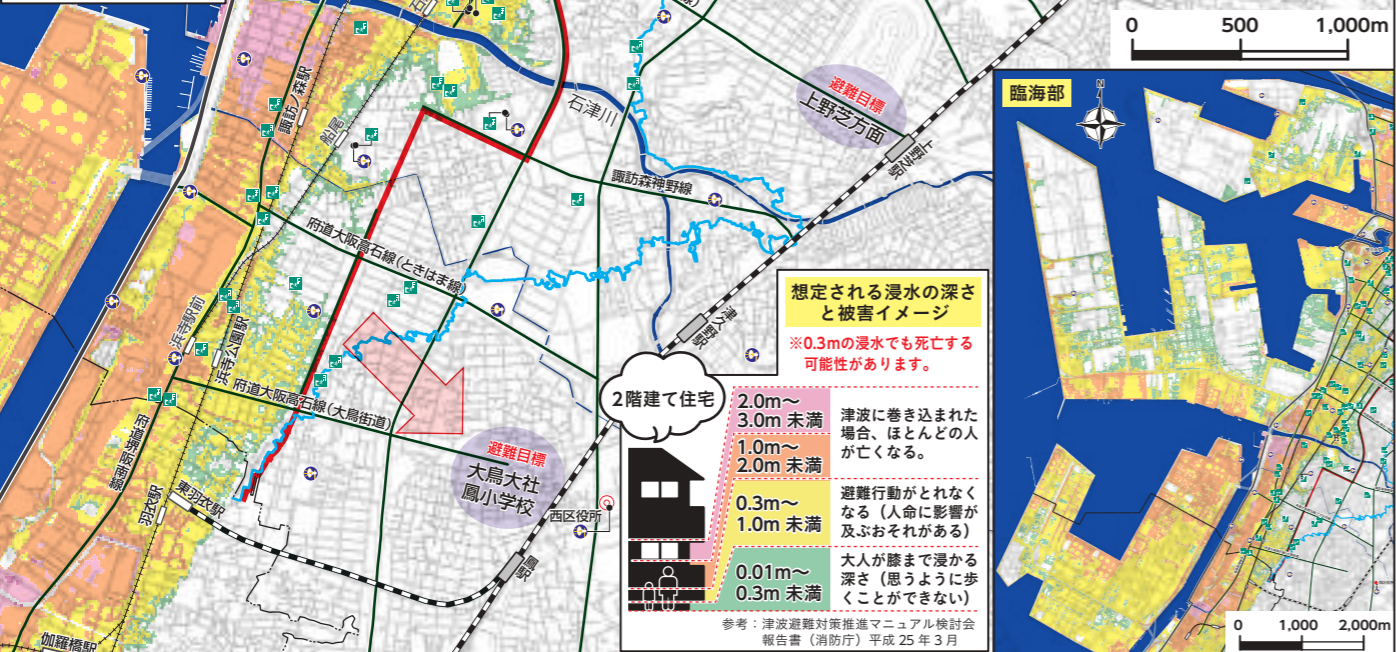 0 500 1,000m
臨海部
N
避難目標
上野芝方面
石津川
上野芝駅
諏訪ノ森駅
船尾
諏訪森神野線
府道大阪高石線(ときはま線)
浜寺駅前
浜寺公園駅
津久野駅
府道大阪高石線(大鳥街道)
府道堺阪南線
避難目標
大鳥大社
鳳小学校
西区役所
東羽衣駅
羽衣駅
鳳駅
伽羅橋駅
想定される浸水の深さ
と被害イメージ
※0.3mの浸水でも死亡する
可能性があります。
2階建て住宅
2.0m〜
3.0m 未満
1.0m〜
2.0m 未満
津波に巻き込まれた
場合、ほとんどの人
が亡くなる。
0.3m〜
1.0m 未満
避難行動がとれなく
なる(人命に影響が
及ぶおそれがある)
0.01m〜
0.3m 未満
大人が膝まで浸かる
深さ(思うように歩
くことができない)
参考:津波避難対策推進マニュアル検討会
報告書(消防庁)平成 25 年 3 月
0 1,000 2,000m